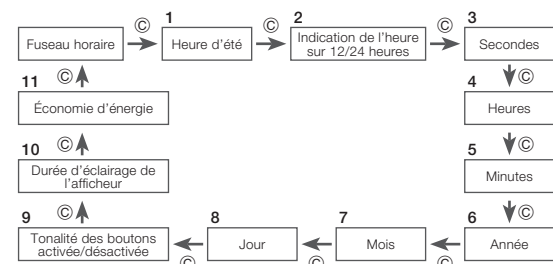 Fuseau horaire
Ⓒ
1
Heure d'été
Ⓒ
2
Indication de l'heure
sur 12/24 heures
Ⓒ
3
Secondes
Ⓒ
4
Heures
Ⓒ
5
Minutes
Ⓒ
6
Année
Ⓒ
7
Mois
Ⓒ
8
Jour
Ⓒ
9
Tonalité des boutons
activée/désactivée
Ⓒ
10
Durée d'éclairage de
l'afficheur
Ⓒ
11
Économie d'énergie
Ⓒ